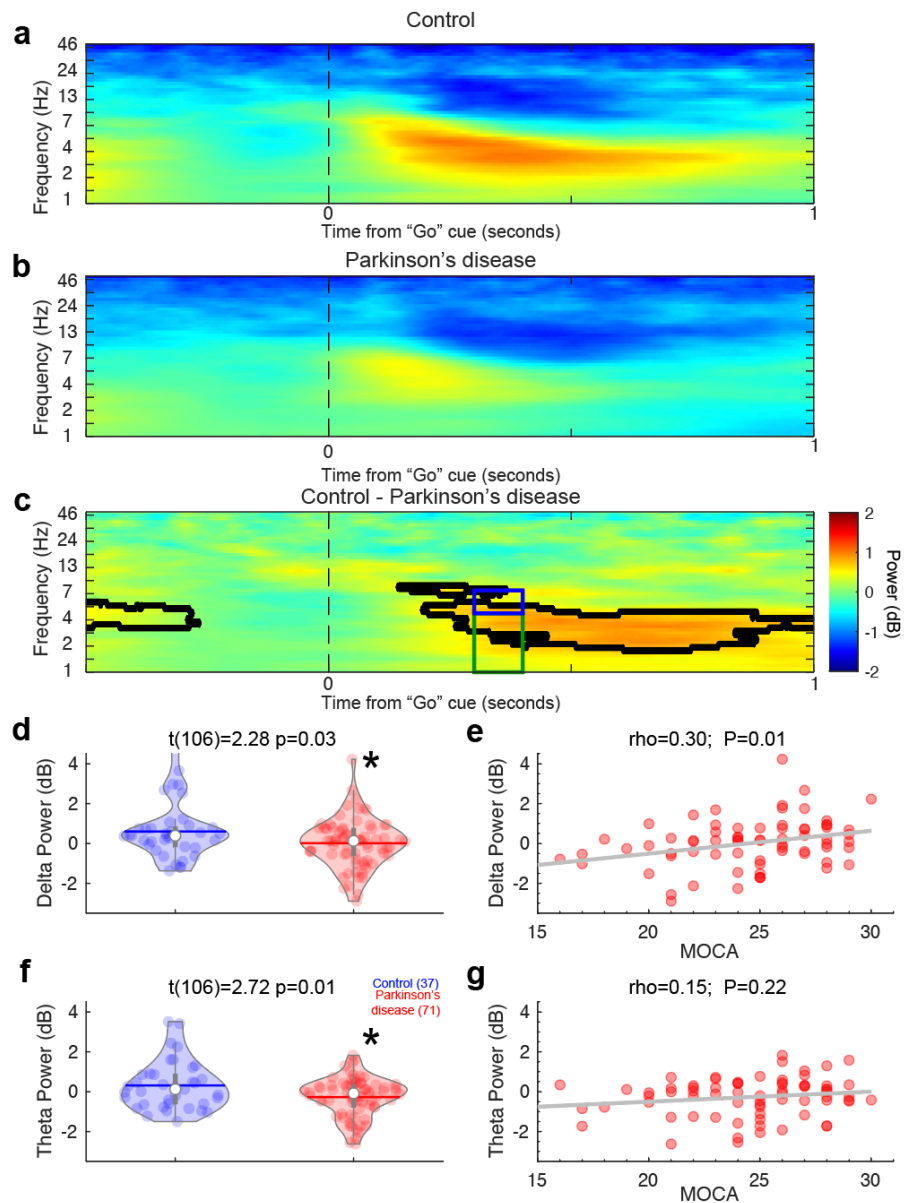 a
Control
Frequency (Hz)
46
24
13
7
4
2
1
0
1
Time from “Go” cue (seconds)
b
Parkinson’s disease
Frequency (Hz)
46
24
13
7
4
2
1
0
1
Time from “Go” cue (seconds)
c
Control - Parkinson’s disease
Frequency (Hz)
46
24
13
7
4
2
1
0
1
Time from “Go” cue (seconds)
2
1
0
-1
-2
Power (dB)
d
t(106)=2.28 p=0.03
Delta Power (dB)
4
2
0
-2
*
e
rho=0.30; P=0.01
Delta Power (dB)
4
2
0
-2
15 20 25 30
MOCA
f
t(106)=2.72 p=0.01
Control (37)
Parkinson’s
disease (71)
Theta Power (dB)
4
2
0
-2
*
g
rho=0.15; P=0.22
Theta Power (dB)
4
2
0
-2
15 20 25 30
MOCA